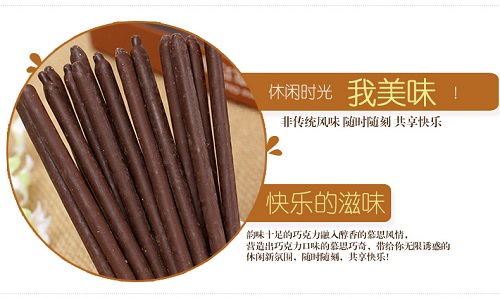 休闲时光 我美味 !
非传统风味 随时随刻 共享快乐
快乐的滋味
韵味十足的巧克力融入醇香的慕思风情,
营造出巧克力口味的慕思巧奇、带给你无限诱惑的
休闲新氛围、随时随刻、共享快乐!